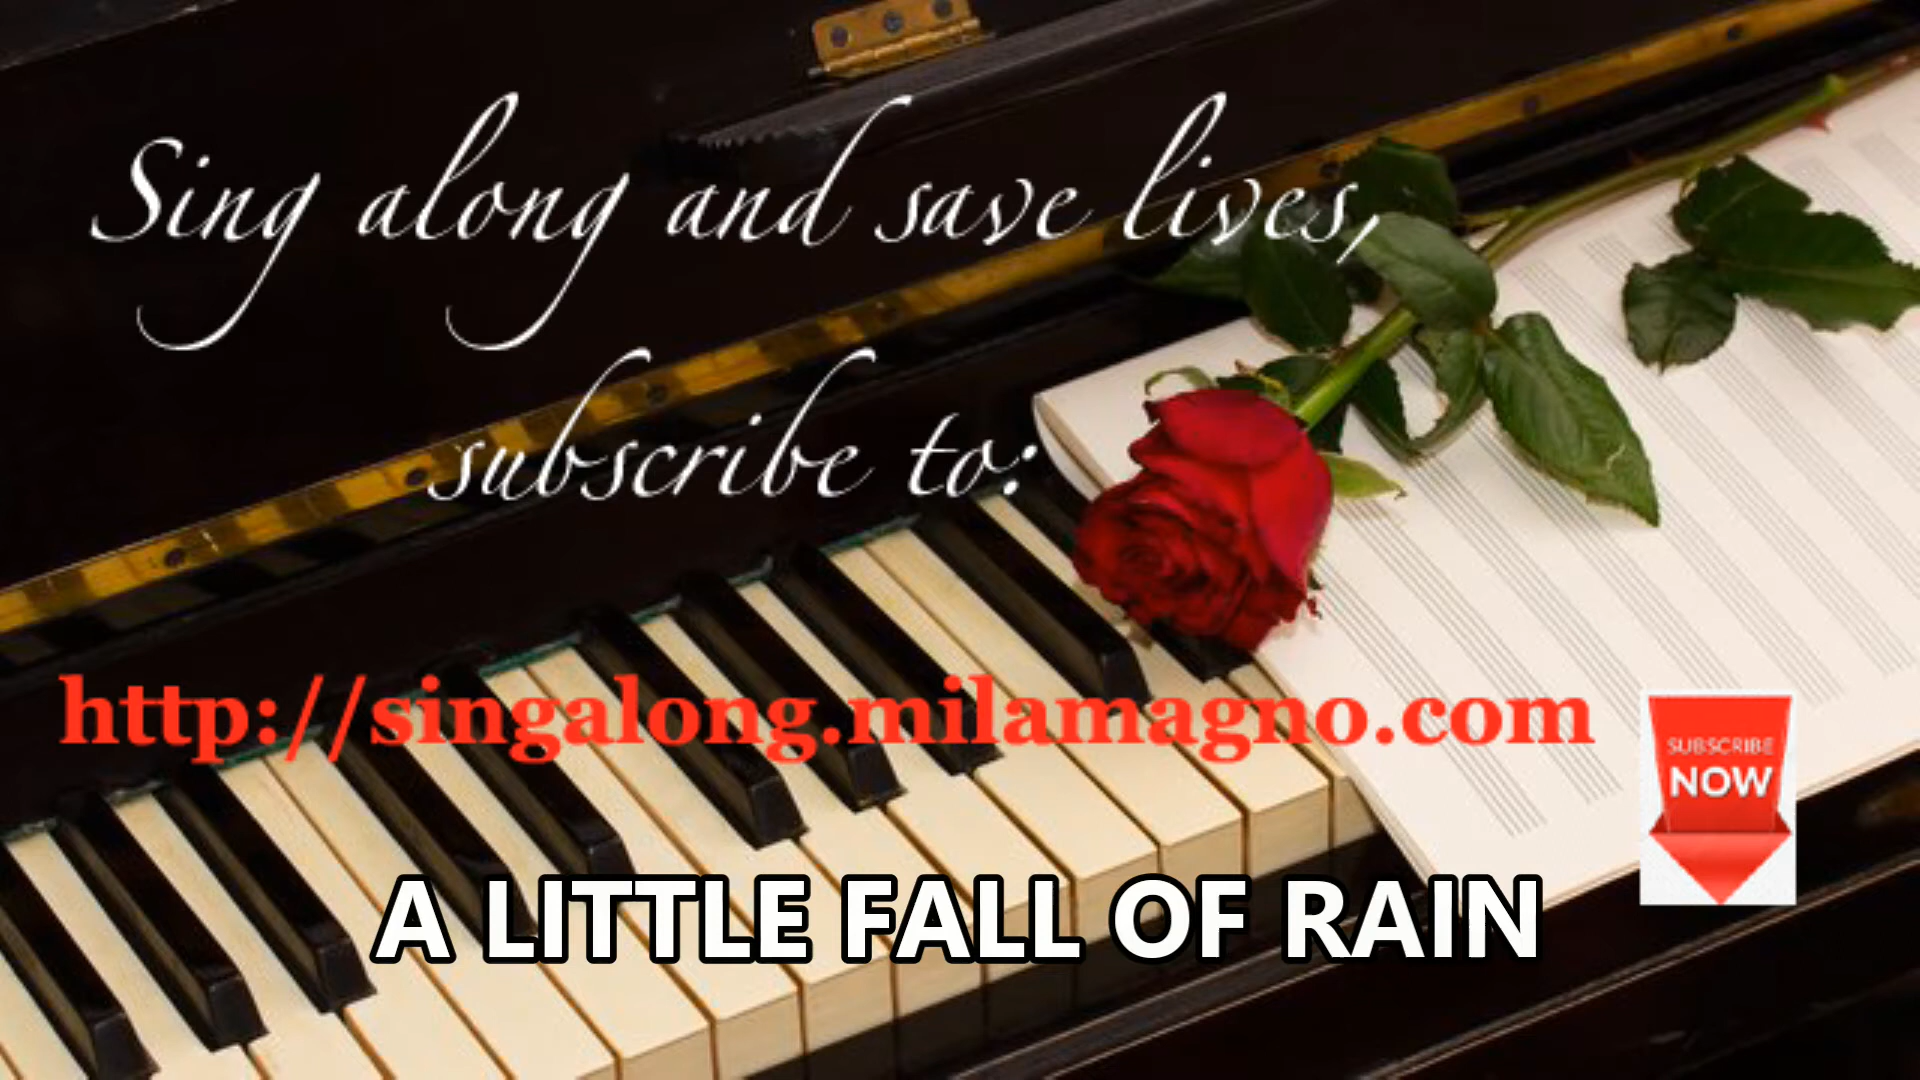 Sing along and save lives,
subscribe to:
http://singalong.milamagno.com
SUBSCRIBE
NOW
A LITTLE FALL OF RAIN